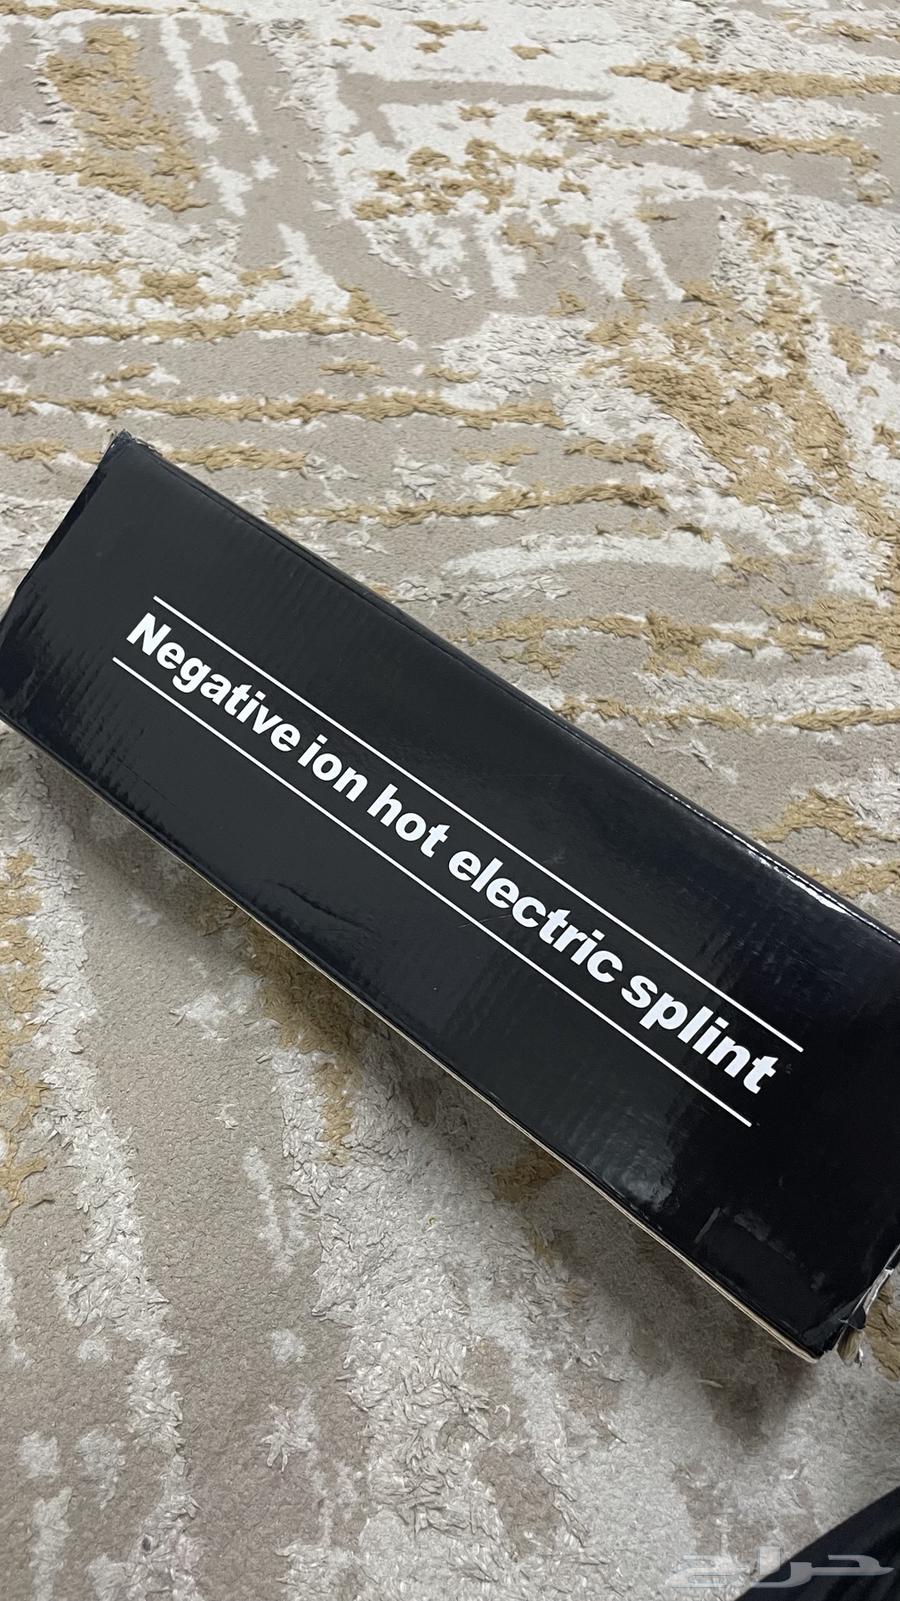 Negative ion hot electric splint
حراج